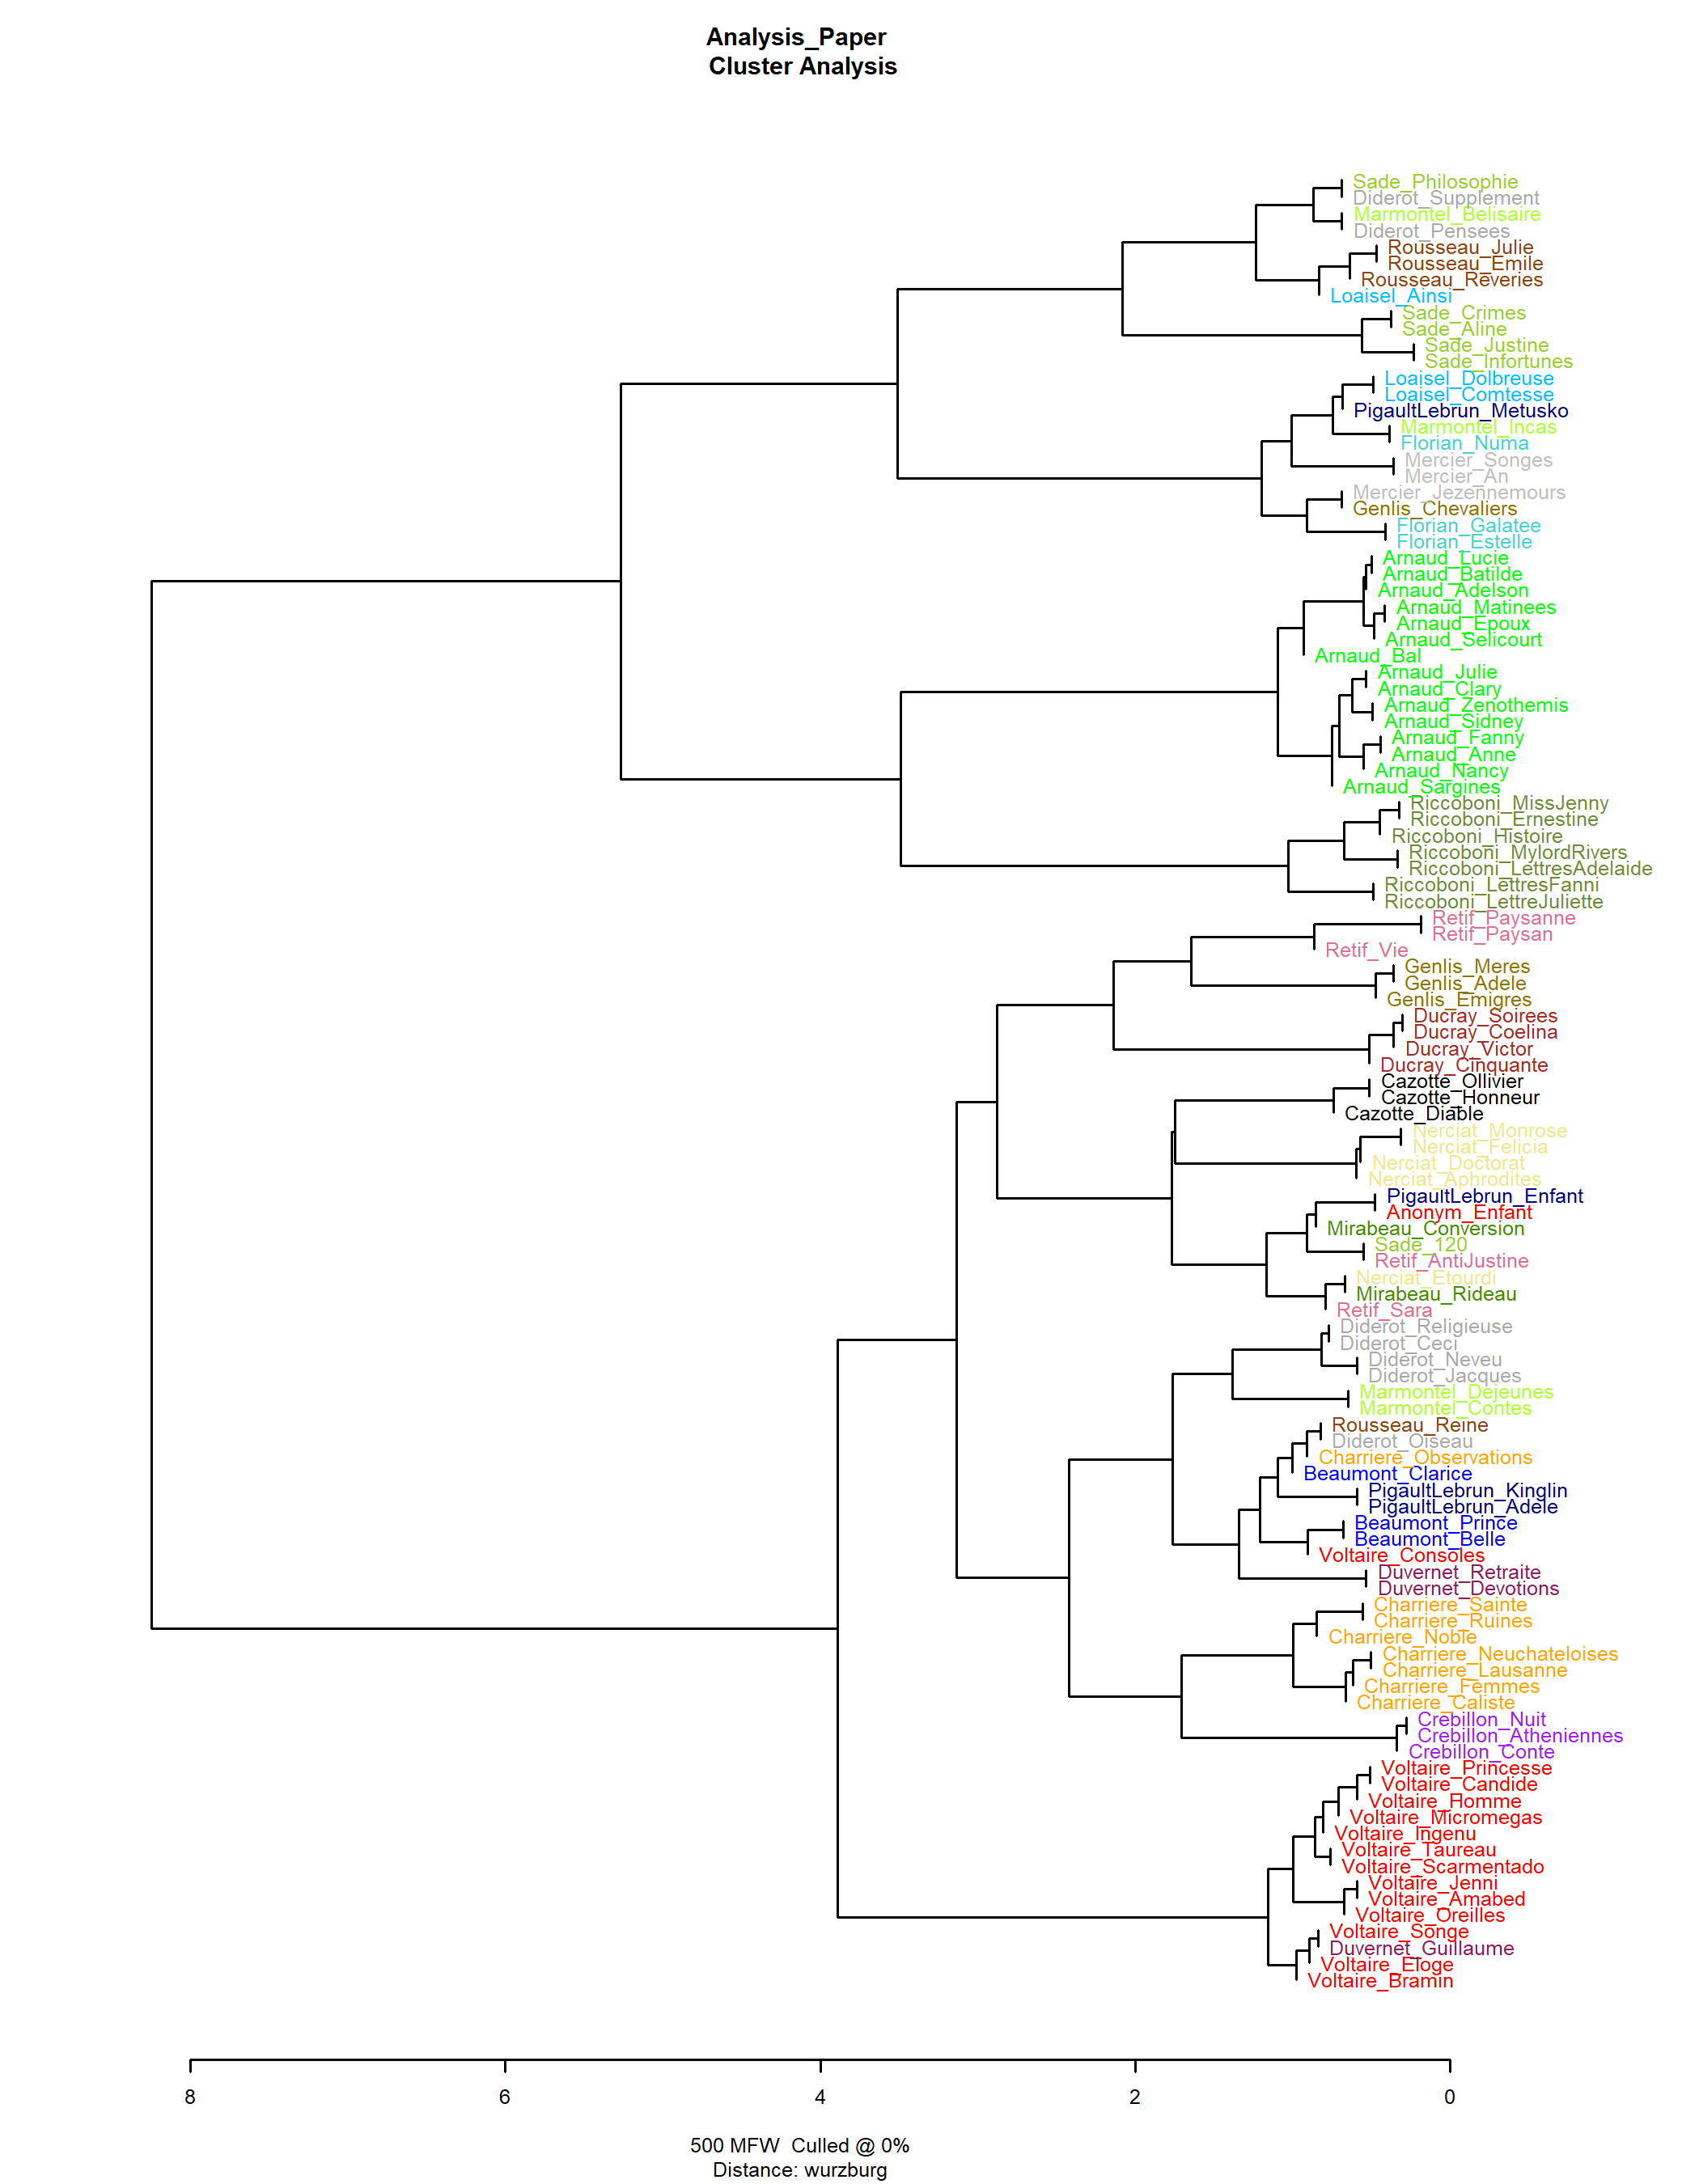 Analysis_Paper
Cluster Analysis
Sade_Philosophie
Diderot_Supplement
Marmontel_Belisaire
Diderot_Pensees
Rousseau_Julie
Rousseau_Emile
Rousseau_Reveries
Loaisel_Ainsi
Sade_Crimes
Sade_Aline
Sade_Justine
Sade_Infortunes
Loaisel_Dolbreuse
Loaisel_Comtesse
PigaultLebrun_Metusko
Marmontel_Incas
Florian_Numa
Mercier_Songes
Mercier_An
Mercier_Jezennemours
Genlis_Chevaliers
Florian_Galatee
Florian_Estelle
Arnaud_Lucie
Arnaud_Batilde
Arnaud_Adelson
Arnaud_Matinees
Arnaud_Epoux
Arnaud_Selicourt
Arnaud_Bal
Arnaud_Julie
Arnaud_Clary
Arnaud_Zenothemis
Arnaud_Sidney
Arnaud_Fanny
Arnaud_Anne
Arnaud_Nancy
Arnaud_Sargines
Riccoboni_MissJenny
Riccoboni_Ernestine
Riccoboni_Histoire
Riccoboni_MylordRivers
Riccoboni_LettresAdelaide
Riccoboni_LettresFanni
Riccoboni_LettreJuliette
Retif_Paysanne
Retif_Paysan
Retif_Vie
Genlis_Meres
Genlis_Adele
Genlis_Emigres
Ducray_Soirees
Ducray_Coelina
Ducray_Victor
Ducray_Cinquante
Cazotte_Ollivier
Cazotte_Honneur
Cazotte_Diable
Nerciat_Monrose
Nerciat_Felicia
Nerciat_Doctorat
Nerciat_Aphrodites
PigaultLebrun_Enfant
Anonym_Enfant
Mirabeau_Conversion
Sade_120
Retif_AntiJustine
Nerciat_Etourdi
Mirabeau_Rideau
Retif_Sara
Diderot_Religieuse
Diderot_Ceci
Diderot_Neveu
Diderot_Jacques
Marmontel_Dejeunes
Marmontel_Contes
Rousseau_Reine
Diderot_Oiseau
Charriere_Observations
Beaumont_Clarice
PigaultLebrun_Kinglin
PigaultLebrun_Adele
Beaumont_Prince
Beaumont_Belle
Voltaire_Consoles
Duvernet_Retraite
Duvernet_Devotions
Charriere_Sainte
Charriere_Ruines
Charriere_Noble
Charriere_Neuchateloises
Charriere_Lausanne
Charriere_Femmes
Charriere_Caliste
Crebillon_Nuit
Crebillon_Atheniennes
Crebillon_Conte
Voltaire_Princesse
Voltaire_Candide
Voltaire_Homme
Voltaire_Micromegas
Voltaire_Ingenu
Voltaire_Taureau
Voltaire_Scarmentado
Voltaire_Jenni
Voltaire_Amabed
Voltaire_Oreilles
Voltaire_Songe
Duvernet_Guillaume
Voltaire_Eloge
Voltaire_Bramin
8 6 4 2 0
500 MFW  Culled @ 0%
Distance: wurzburg